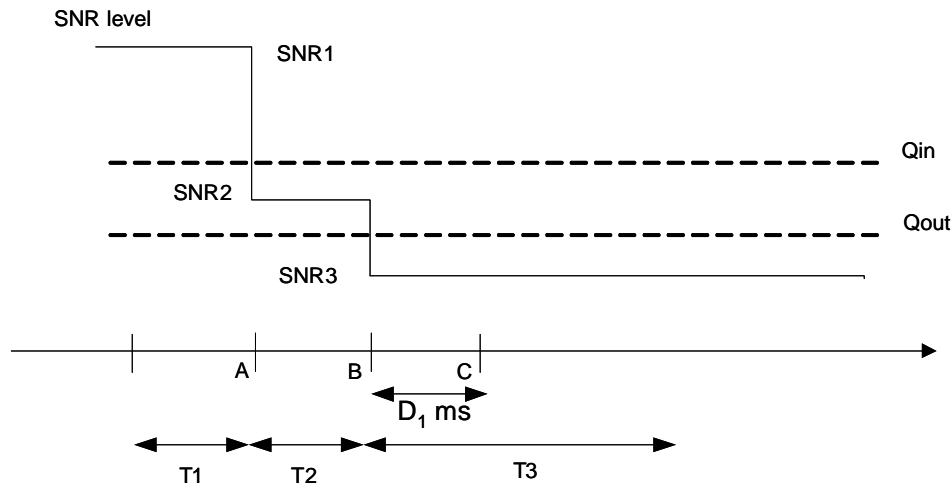 SNR level
SNR1
Qin
SNR2
Qout
SNR3
A
B
C
D₁ ms
T1
T2
T3